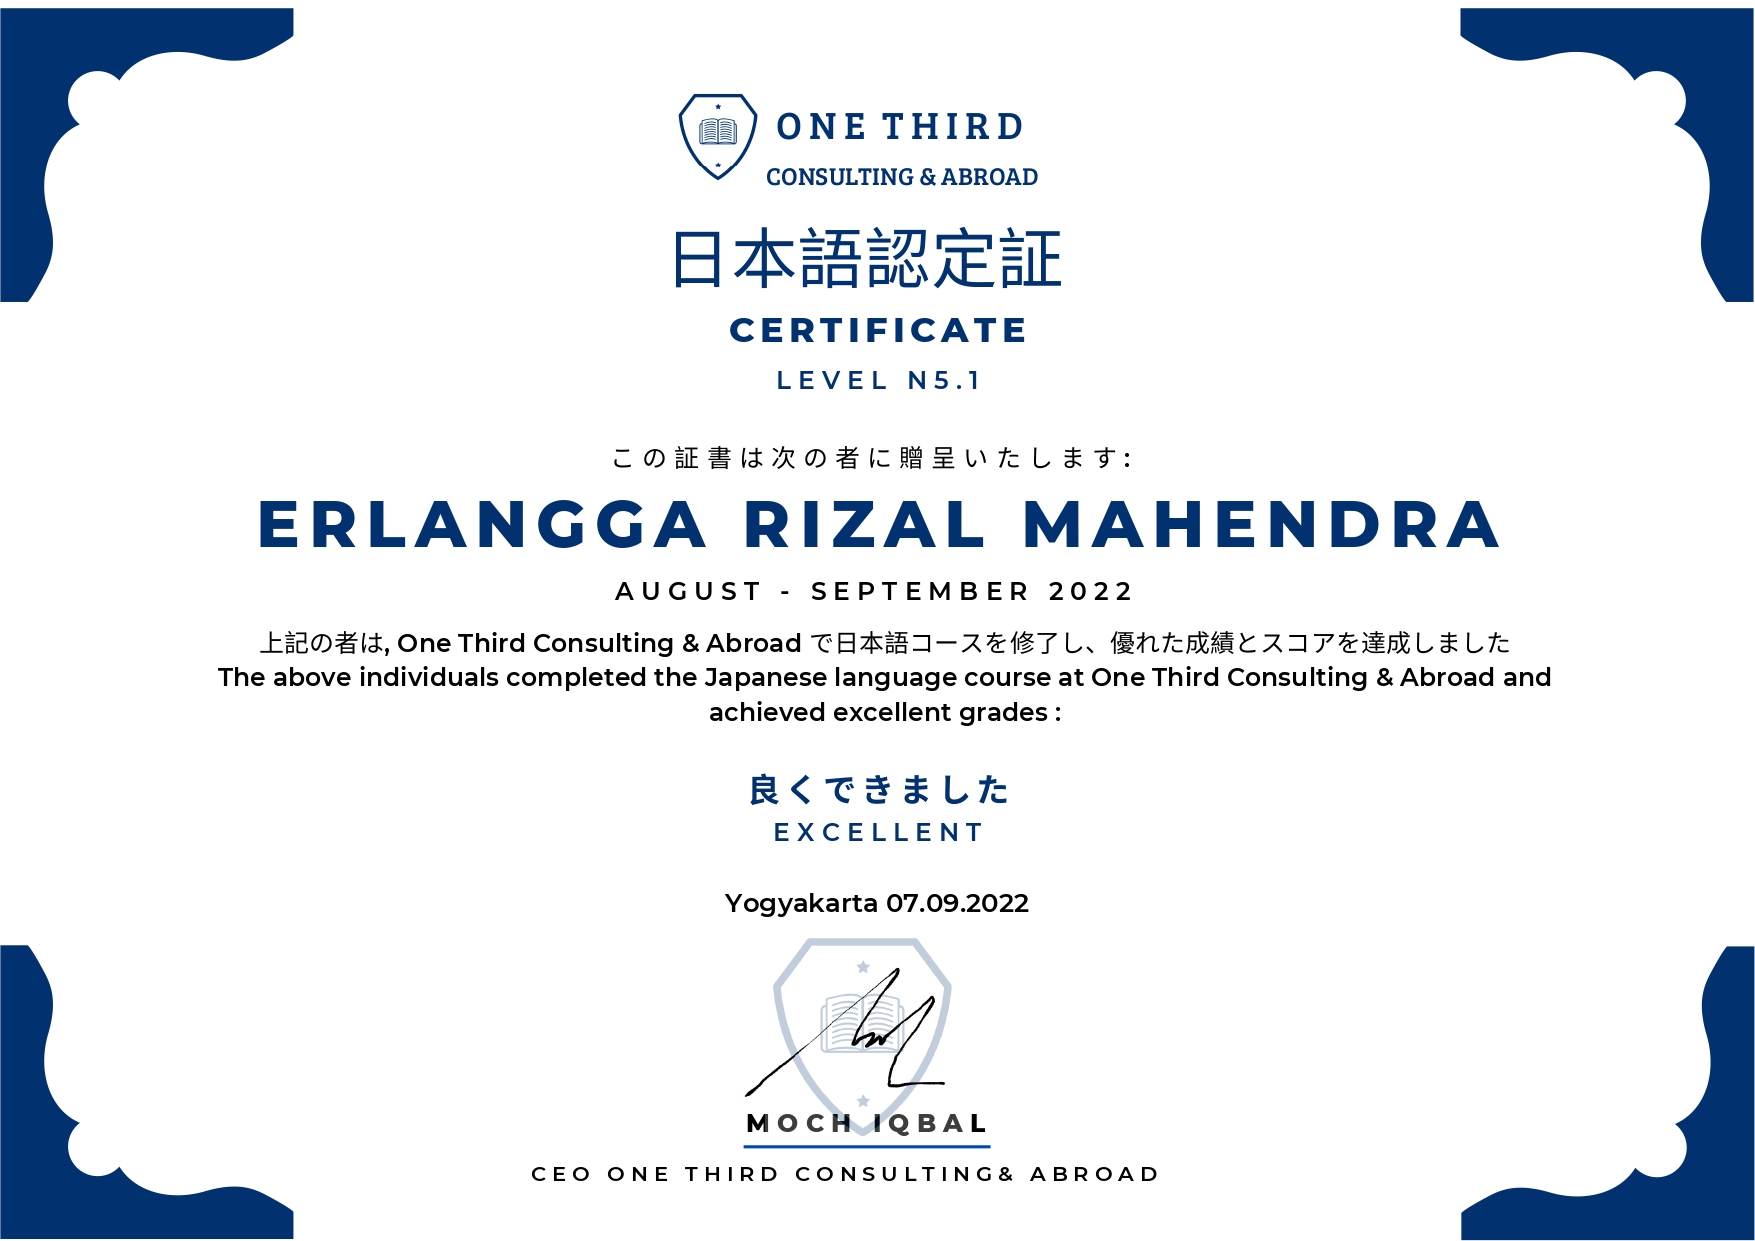 ONE THIRD
CONSULTING & ABROAD
日本語認定証
CERTIFICATE
LEVEL N5.1
この証書は次の者に贈呈いたします:
ERLANGGA RIZAL MAHENDRA
AUGUST - SEPTEMBER 2022
上記の者は, One Third Consulting & Abroad で日本語コースを修了し、優れた成績とスコアを達成しました
The above individuals completed the Japanese language course at One Third Consulting & Abroad and
achieved excellent grades :
良くできました
EXCELLENT
Yogyakarta 07.09.2022
MOCH IQBAL
CEO ONE THIRD CONSULTING& ABROAD